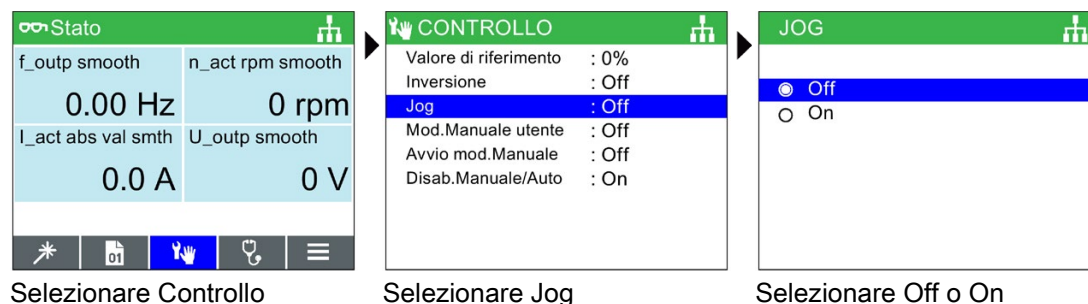 Stato
f_outp smooth
n_act rpm smooth
0.00 Hz
0 rpm
I_act abs val smth
U_outp smooth
0.0 A
0 V
01
Selezionare Controllo
CONTROLLO
Valore di riferimento : 0%
Inversione : Off
Jog : Off
Mod.Manuale utente : Off
Avvio mod.Manuale : Off
Disab.Manuale/Auto : On
Selezionare Jog
JOG
Off
On
Selezionare Off o On